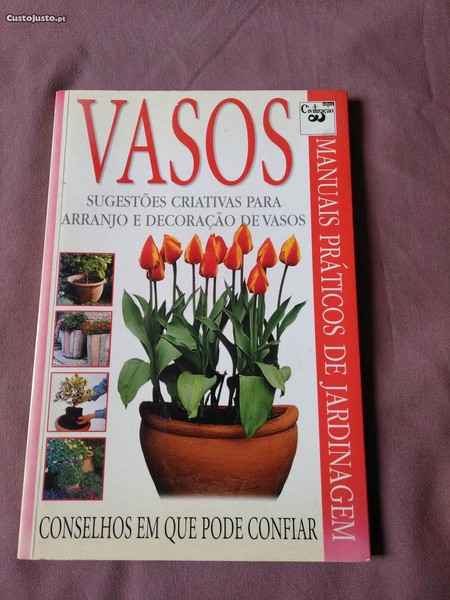 CustoJusto.pt
VASOS
SUGESTÕES CRIATIVAS PARA
ARRANJO E DECORAÇÃO DE VASOS
Civilização
MANUAIS PRÁTICOS DE JARDINAGEM
CONSELHOS EM QUE PODE CONFIAR